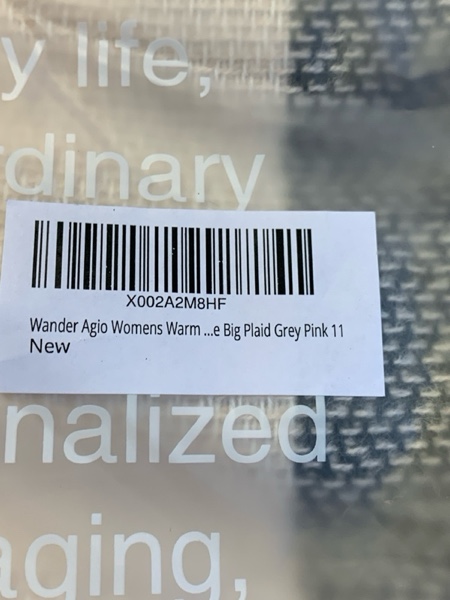 y life,
rdinary
X002A2M8HF
Wander Agio Womens Warm ...e Big Plaid Grey Pink 11
New
nalized
aging,